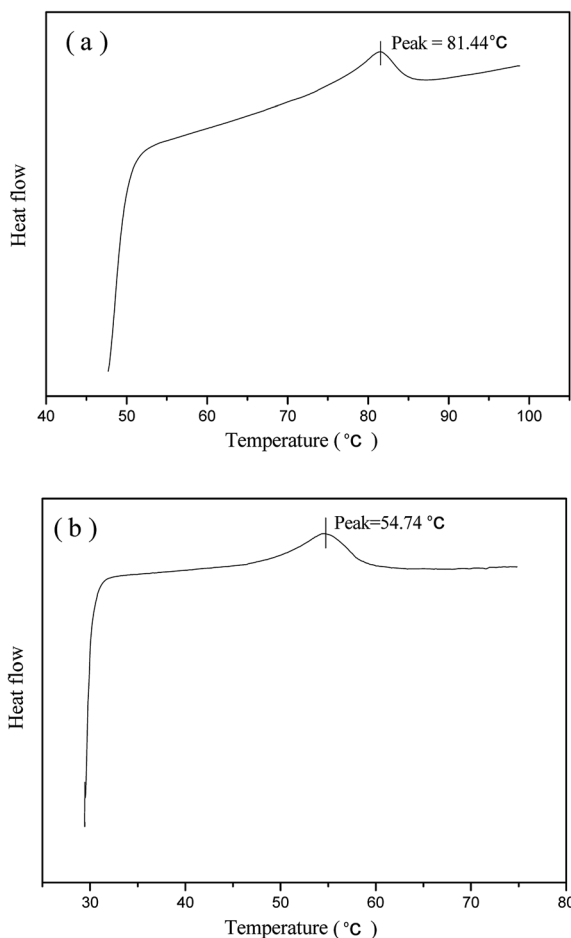 ( a )
Peak = 81.44°C
Heat flow
40 50 60 70 80 90 100
Temperature ( °C )
( b )
Peak=54.74 °C
Heat flow
30 40 50 60 70 80
Temperature ( °C )